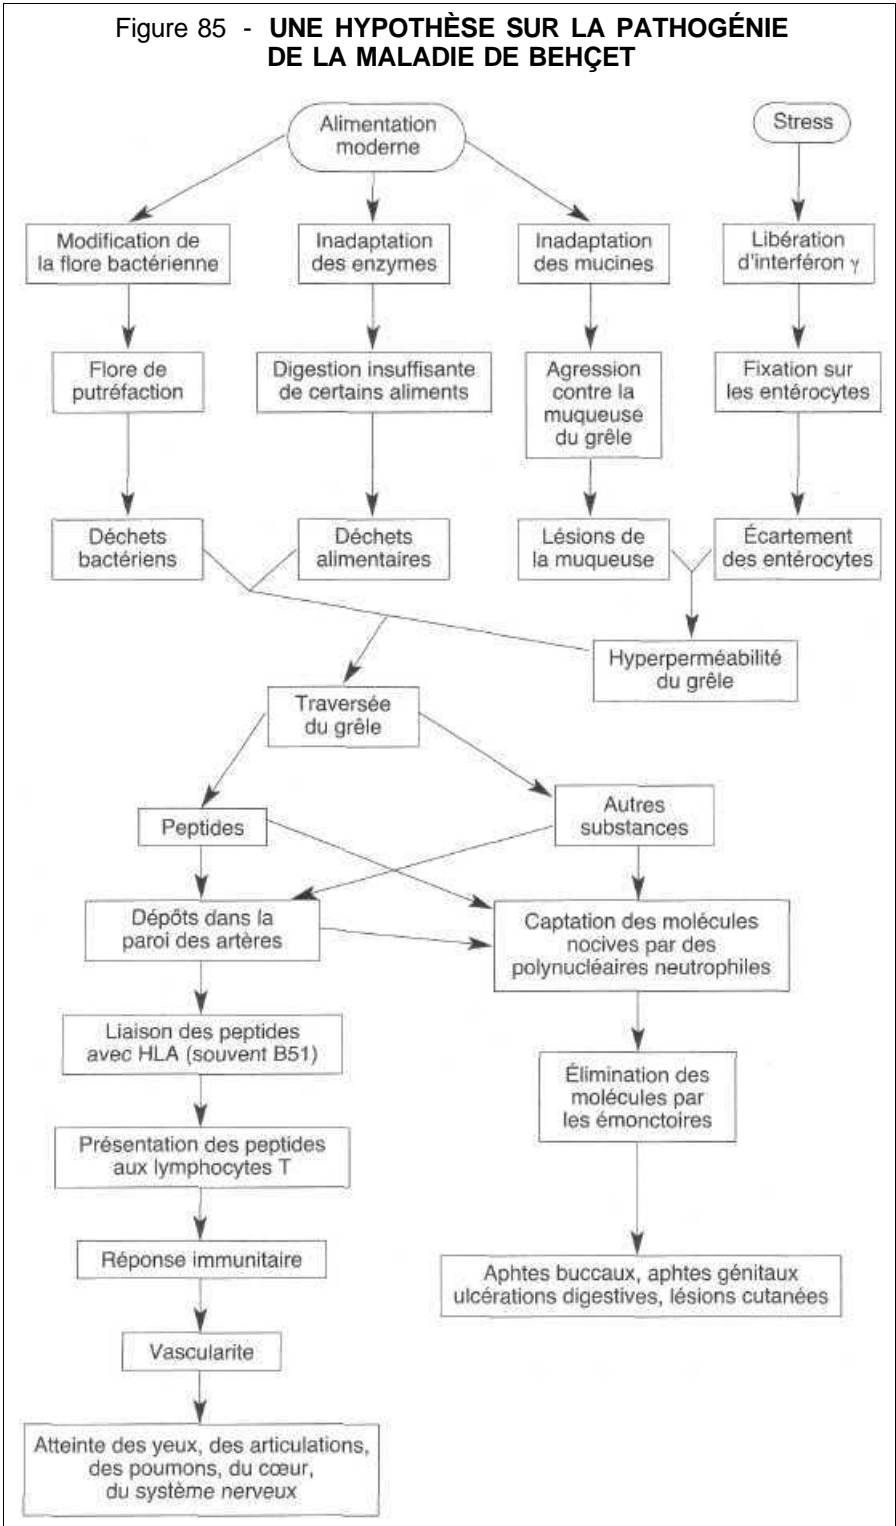 Figure 85 - UNE HYPOTHÈSE SUR LA PATHOGÉNIE
DE LA MALADIE DE BEHÇET
Alimentation
moderne
Stress
Modification de
la flore bactérienne
Inadaptation
des enzymes
Inadaptation
des mucines
Libération
d'interféron γ
Flore de
putréfaction
Digestion insuffisante
de certains aliments
Agression
contre la
muqueuse
du grêle
Fixation sur
les entérocytes
Déchets
bactériens
Déchets
alimentaires
Lésions de
la muqueuse
Écartement
des entérocytes
Hyperperméabilité
du grêle
Traversée
du grêle
Peptides
Autres
substances
Dépôts dans la
paroi des artères
Captation des molécules
nocives par des
polynucléaires neutrophiles
Liaison des peptides
avec HLA (souvent B51)
Élimination des
molécules par
les émonctoires
Présentation des peptides
aux lymphocytes T
Réponse immunitaire
Aphtes buccaux, aphtes génitaux
ulcérations digestives, lésions cutanées
Vascularite
Atteinte des yeux, des articulations,
des poumons, du cœur,
du système nerveux